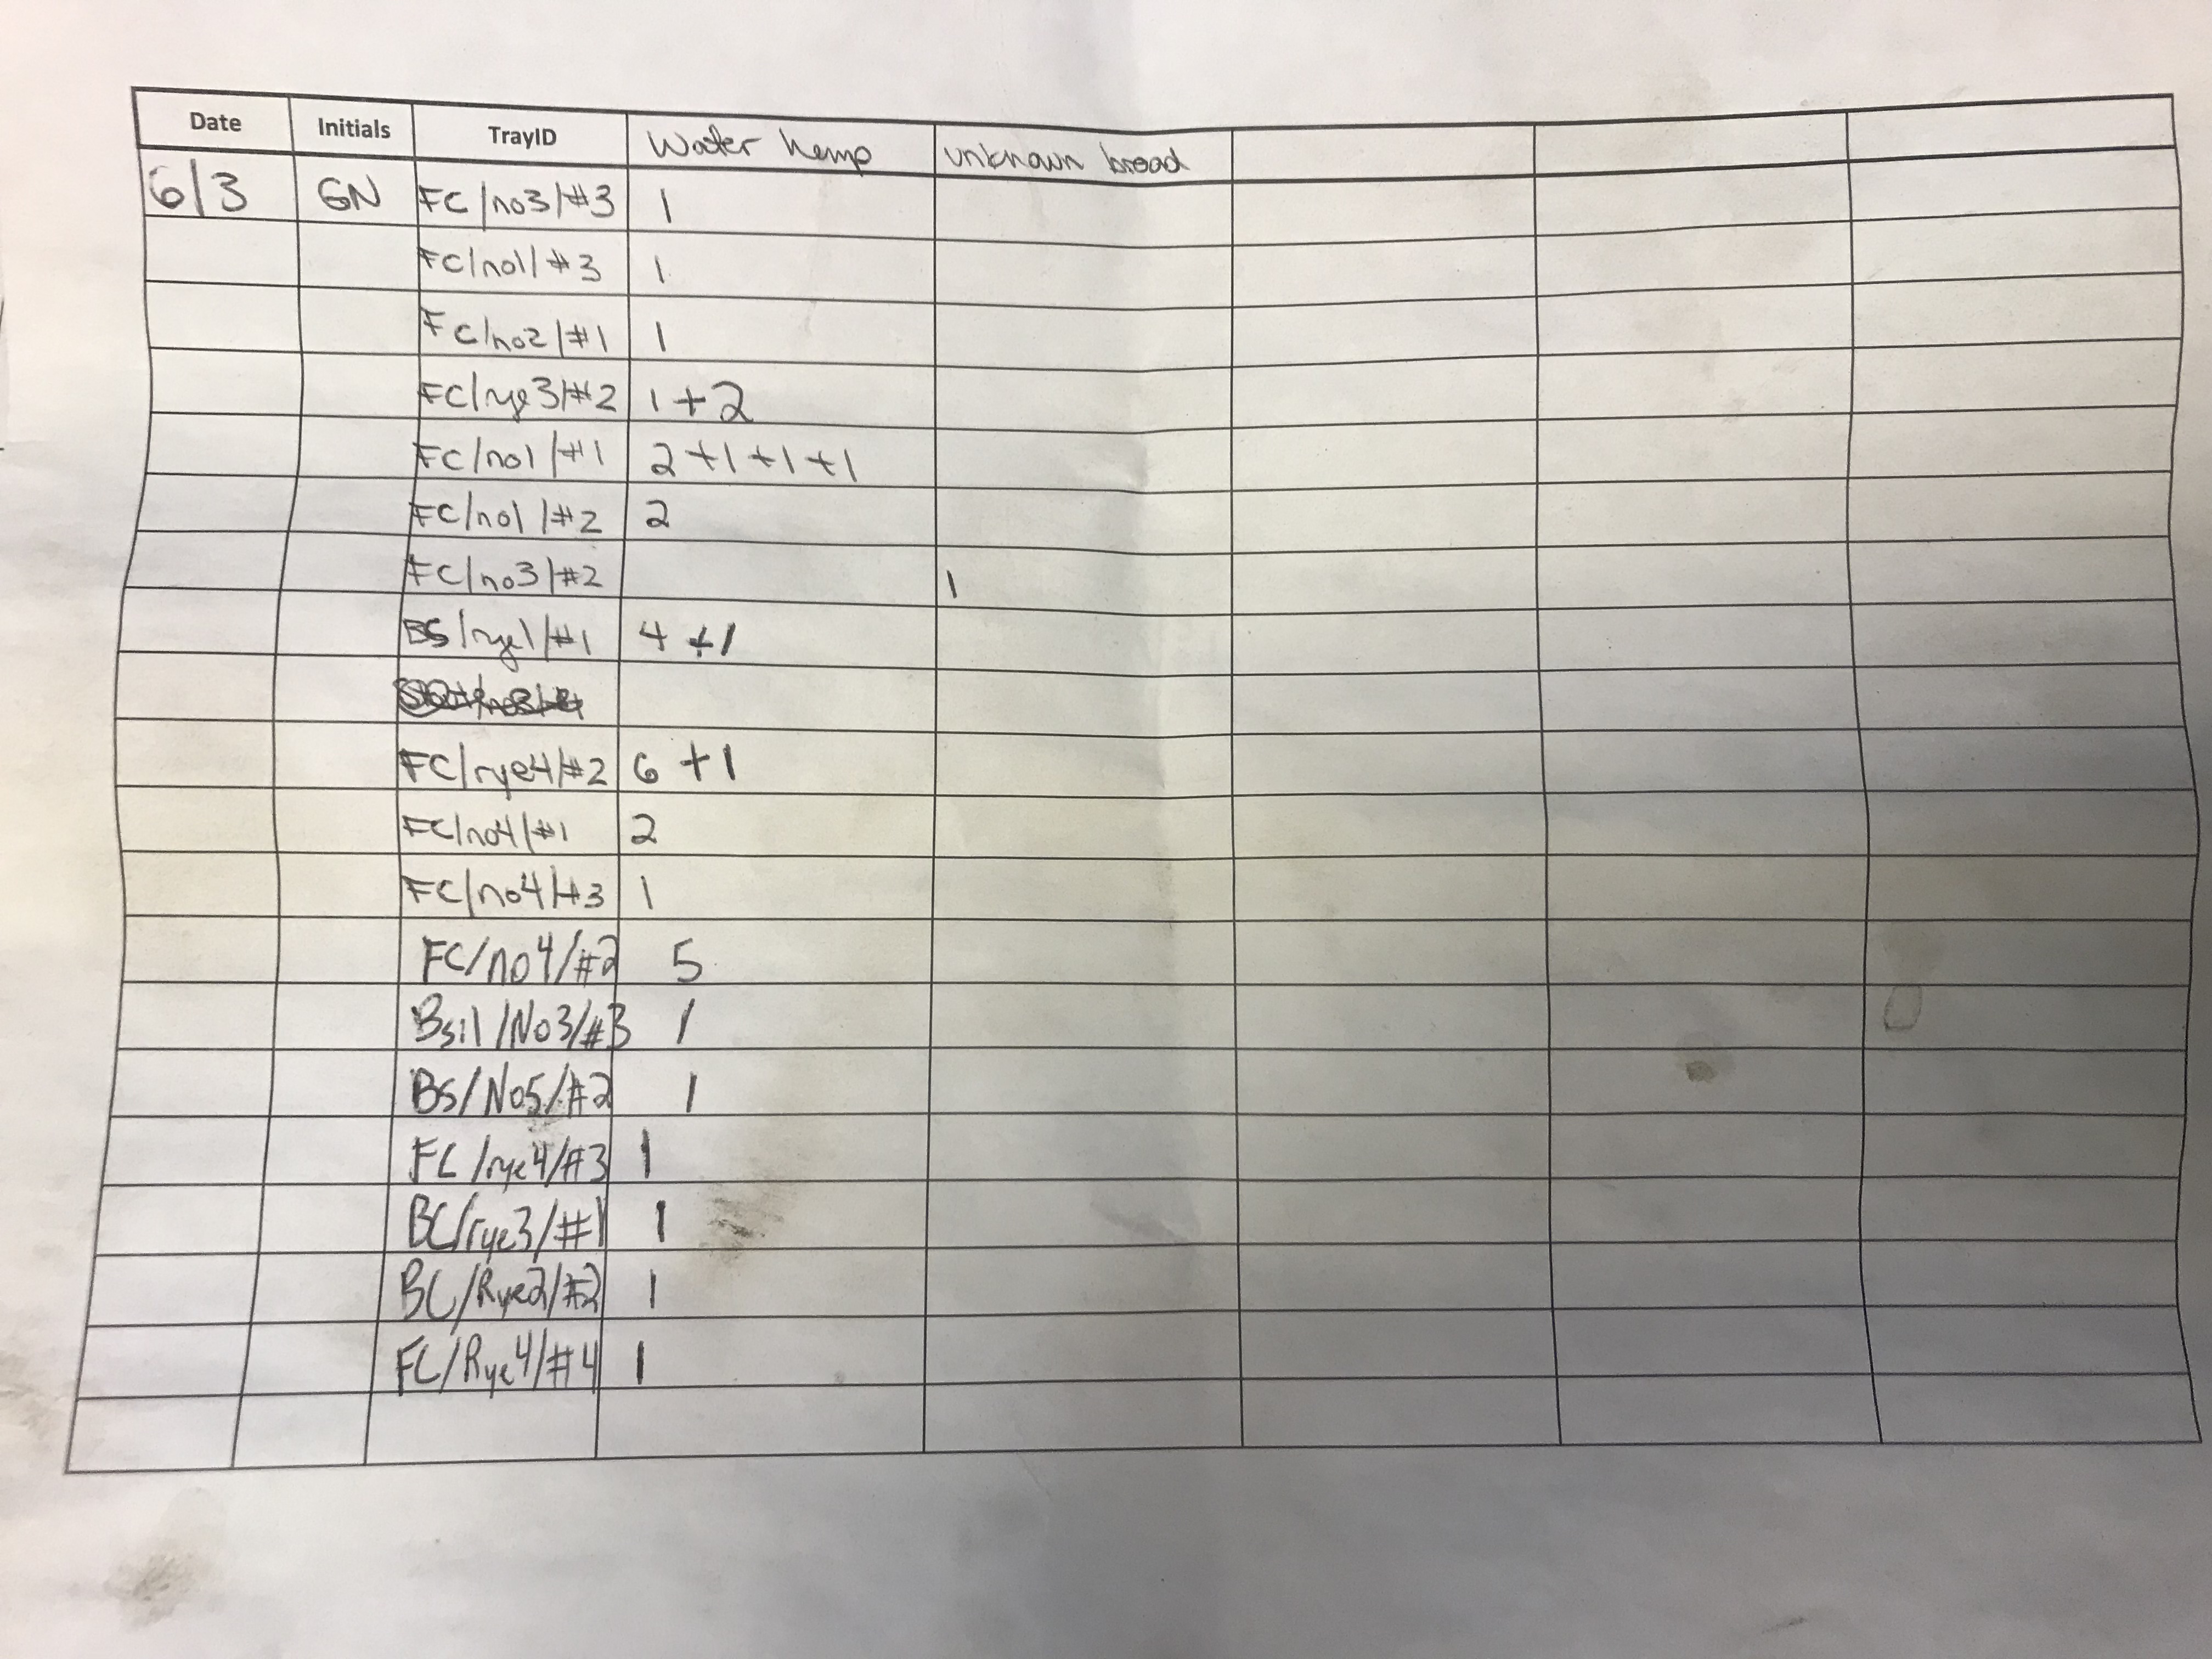 Date Initials TrayID Water hemp unknown broad
6/3 GN FC/no3/#3 1
FC/no1/#3 1
FC/no2/#1 1
FC/rye3/#2 1+2
FC/no1/#1 2+1+1+1
FC/no1/#2 2
FC/no3/#2 1
BS/rye1/#1 4+1
FC/rye4/#2 6+1
FC/no4/#1 2
FC/no4/#3 1
FC/no4/#2 5
Bsil/No3/#3 1
BS/No5/#2 1
FC/rye4/#3 1
BC/rye3/#1 1
BC/Rye2/#2 1
FC/Rye4/#4 1